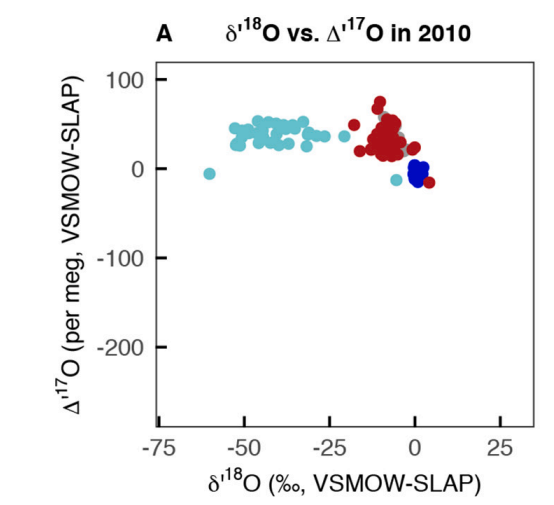 A δ'¹⁸O vs. Δ'¹⁷O in 2010
Δ'¹⁷O (per meg, VSMOW-SLAP)
100
0
-100
-200
-75 -50 -25 0 25
δ'¹⁸O (‰, VSMOW-SLAP)